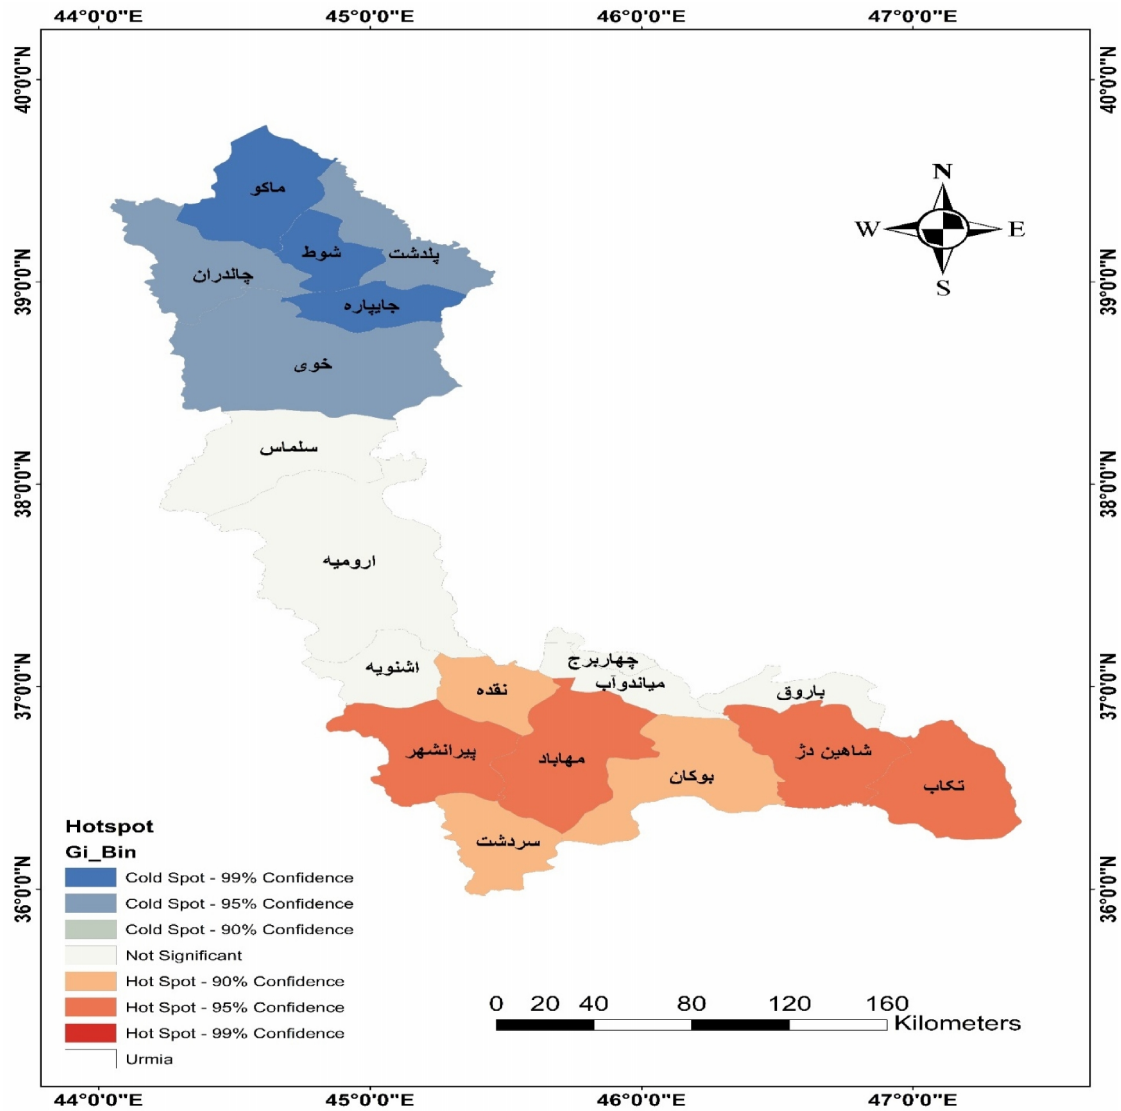 44°0'0"E 45°0'0"E 46°0'0"E 47°0'0"E
40°0'0"N 40°0'0"N
39°0'0"N 39°0'0"N
38°0'0"N 38°0'0"N
37°0'0"N 37°0'0"N
36°0'0"N 36°0'0"N
N
W E
S
ماکو
شوط
پلدشت
چالدران
جایپاره
خوی
سلماس
ارومیه
اشنویه
نقده
چهاربرج
میاندوآب
باروق
پیرانشهر
مهاباد
بوکان
شاهین دژ
تکاب
سردشت
Hotspot
Gi_Bin
Cold Spot - 99% Confidence
Cold Spot - 95% Confidence
Cold Spot - 90% Confidence
Not Significant
Hot Spot - 90% Confidence
Hot Spot - 95% Confidence
Hot Spot - 99% Confidence
Urmia
0 20 40 80 120 160
Kilometers
44°0'0"E 45°0'0"E 46°0'0"E 47°0'0"E